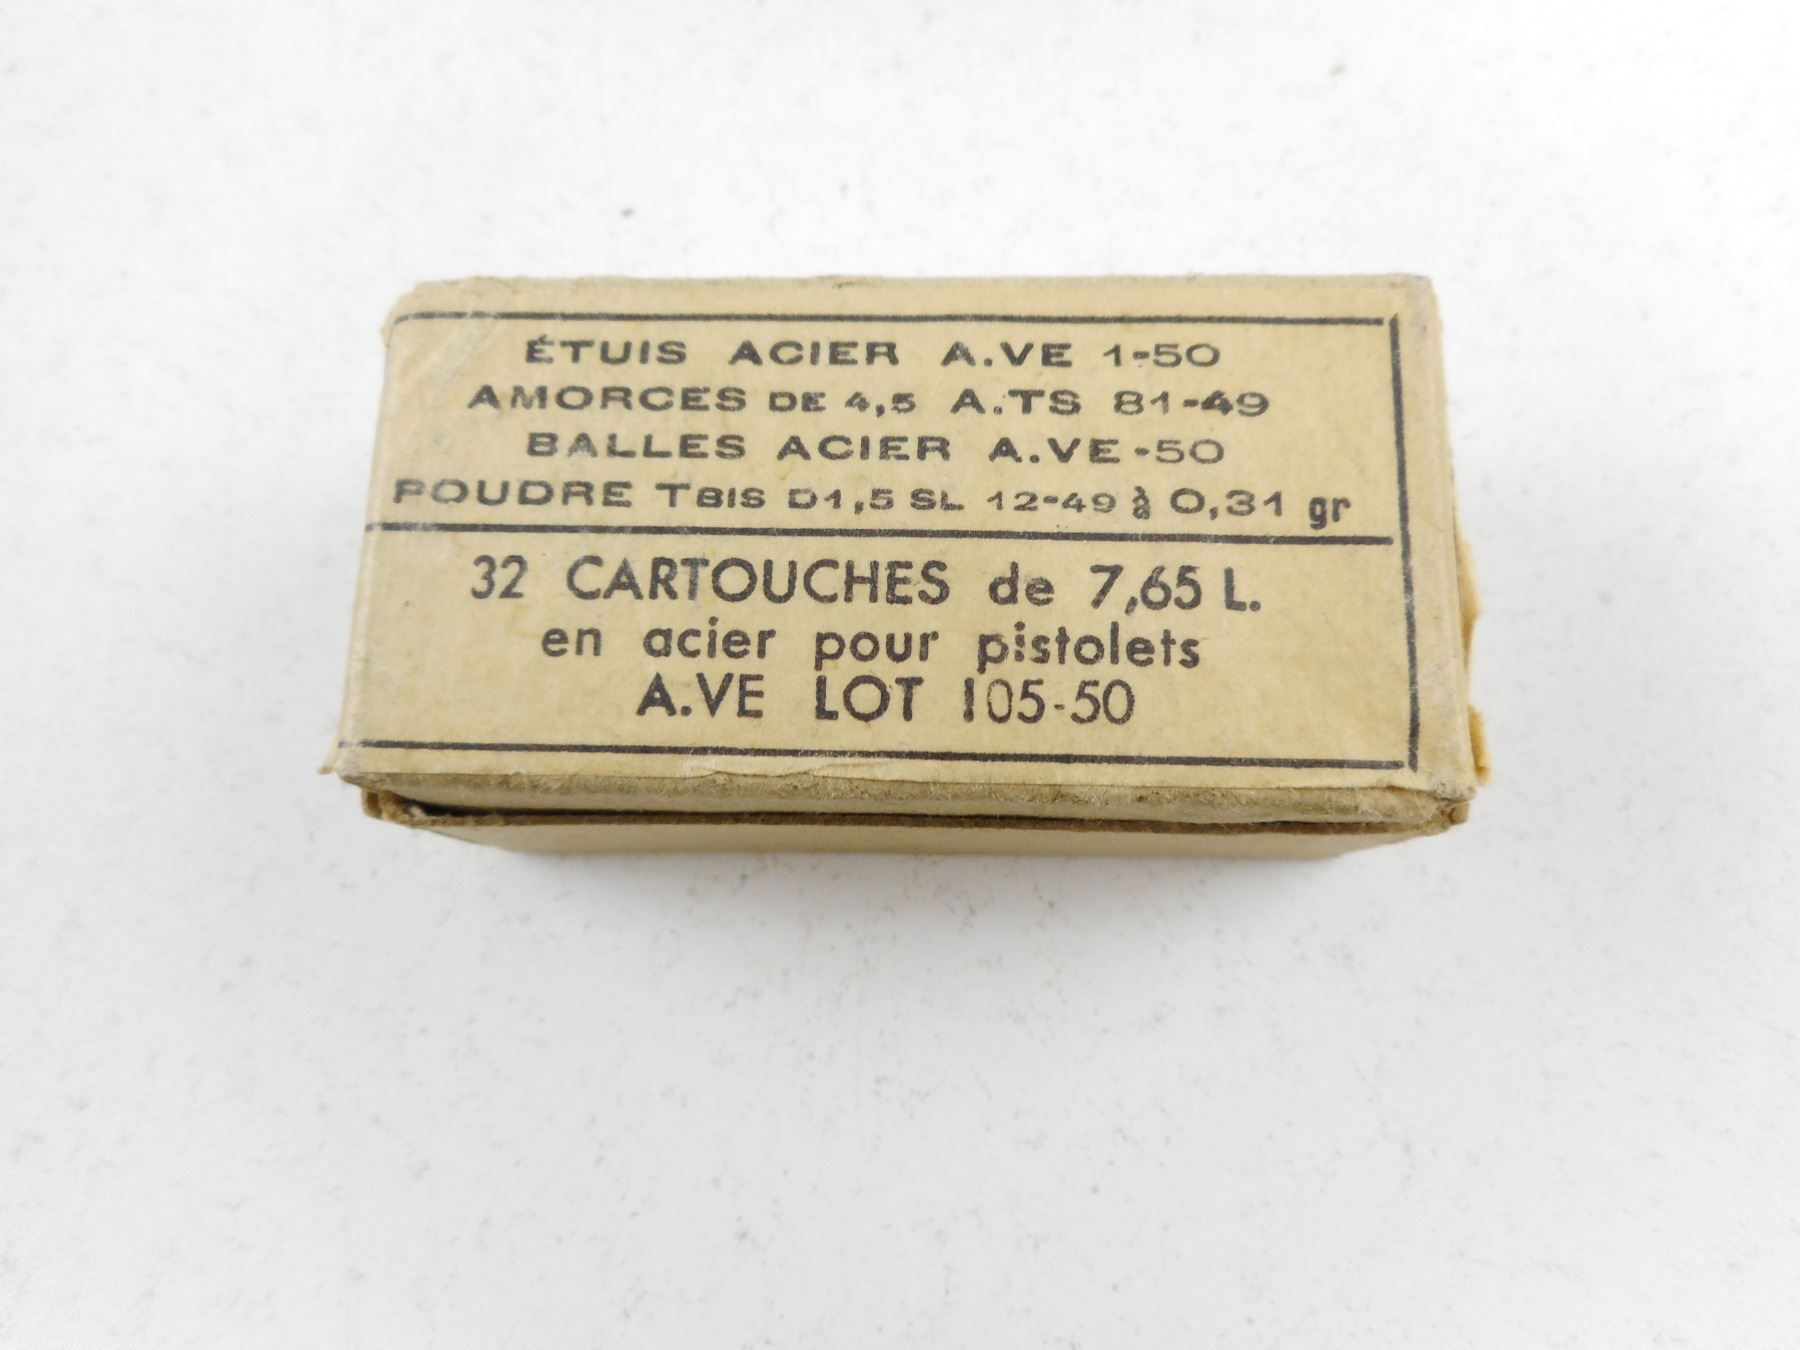 ÉTUIS ACIER A.VE 1-50
AMORCES DE 4,5 A.TS 81-49
BALLES ACIER A.VE-50
POUDRE TBIS D1,5 SL 12-49 à 0,31 gr
32 CARTOUCHES de 7,65 L.
en acier pour pistolets
A.VE LOT 105-50